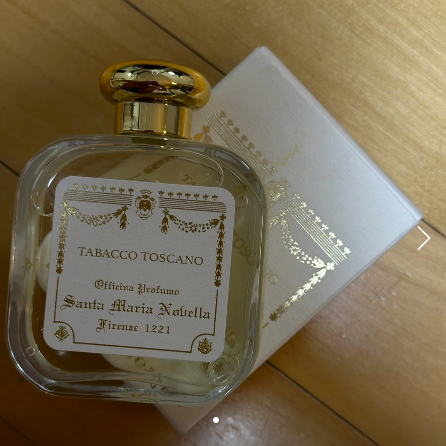 TABACCO TOSCANO
Officina Profumo
Santa Maria Novella
Firenze 1221